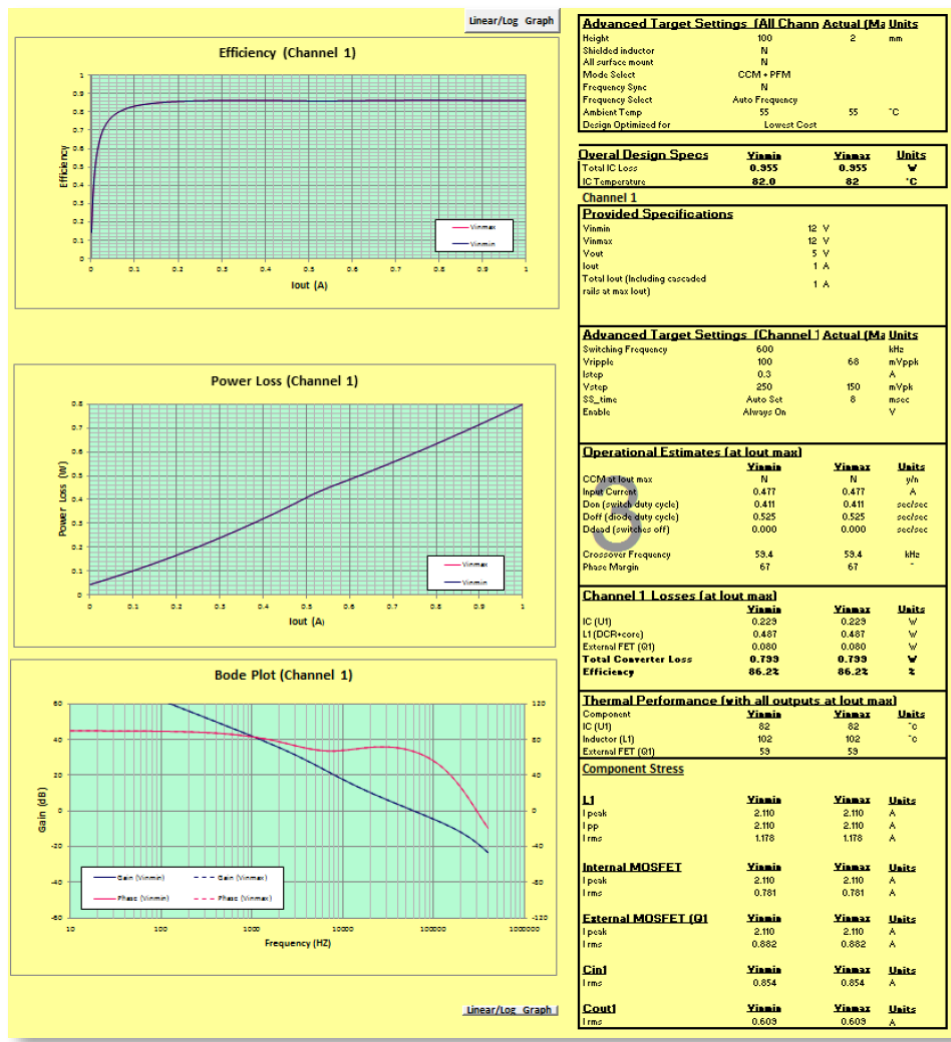 Linear/Log Graph
Efficiency (Channel 1)
1
0.9
0.8
0.7
0.6
0.5
0.4
0.3
0.2
0.1
0
Efficiency
Vinmax
Vinmin
0 0.1 0.2 0.3 0.4 0.5 0.6 0.7 0.8 0.9 1
Iout (A)
Power Loss (Channel 1)
0.8
0.7
0.6
0.5
0.4
0.3
0.2
0.1
0
Power Loss (W)
Vinmax
Vinmin
0 0.1 0.2 0.3 0.4 0.5 0.6 0.7 0.8 0.9 1
Iout (A)
Bode Plot (Channel 1)
60 120
40 80
20 40
0 0
-20 -40
-40 -80
-60 -120
Gain (dB)
Gain (Vinmin) Gain (Vinmax)
Phase (Vinmin) Phase (Vinmax)
10 100 1000 10000 100000 1000000
Frequency (HZ)
Linear/Log Graph
Advanced Target Settings (All Chann Actual (Ma Units
Height 100 2 mm
Shielded inductor N
All surface mount N
Mode Select CCM + PFM
Frequency Sync N
Frequency Select Auto Frequency
Ambient Temp 55 55 °C
Design Optimized for Lowest Cost
Overal Design Specs Vinmin Vinmax Units
Total IC Loss 0.955 0.955 W
IC Temperature 82.0 82 °C
Channel 1
Provided Specifications
Vinmin 12 V
Vinmax 12 V
Vout 5 V
Iout 1 A
Total Iout (Including cascaded
rails at max Iout) 1 A
Advanced Target Settings (Channel 1 Actual (Ma Units
Switching Frequency 600 kHz
Vripple 100 68 mVppk
Istep 0.3 A
Vstep 250 150 mVpk
SS_time Auto Set 8 msec
Enable Always On V
Operational Estimates (at Iout max)
Vinmin Vinmax Units
CCM at Iout max N N y/n
Input Current 0.477 0.477 A
Don (switch duty cycle) 0.411 0.411 sec/sec
Doff (diode duty cycle) 0.525 0.525 sec/sec
Ddead (switches off) 0.000 0.000 sec/sec
3
Crossover Frequency 59.4 59.4 kHz
Phase Margin 67 67 °
Channel 1 Losses (at Iout max)
Vinmin Vinmax Units
IC (U1) 0.229 0.229 W
L1 (DCR+core) 0.487 0.487 W
External FET (Q1) 0.080 0.080 W
Total Converter Loss 0.799 0.799 W
Efficiency 86.2% 86.2% %
Thermal Performance (with all outputs at Iout max)
Component Vinmin Vinmax Units
IC (U1) 82 82 °c
Inductor (L1) 102 102 °c
External FET (Q1) 59 59
Component Stress
L1 Vinmin Vinmax Units
I peak 2.110 2.110 A
I pp 2.110 2.110 A
I rms 1.178 1.178 A
Internal MOSFET Vinmin Vinmax Units
I peak 2.110 2.110 A
I rms 0.781 0.781 A
External MOSFET (Q1 Vinmin Vinmax Units
I peak 2.110 2.110 A
I rms 0.882 0.882 A
Cin1 Vinmin Vinmax Units
I rms 0.854 0.854 A
Cout1 Vinmin Vinmax Units
I rms 0.609 0.609 A